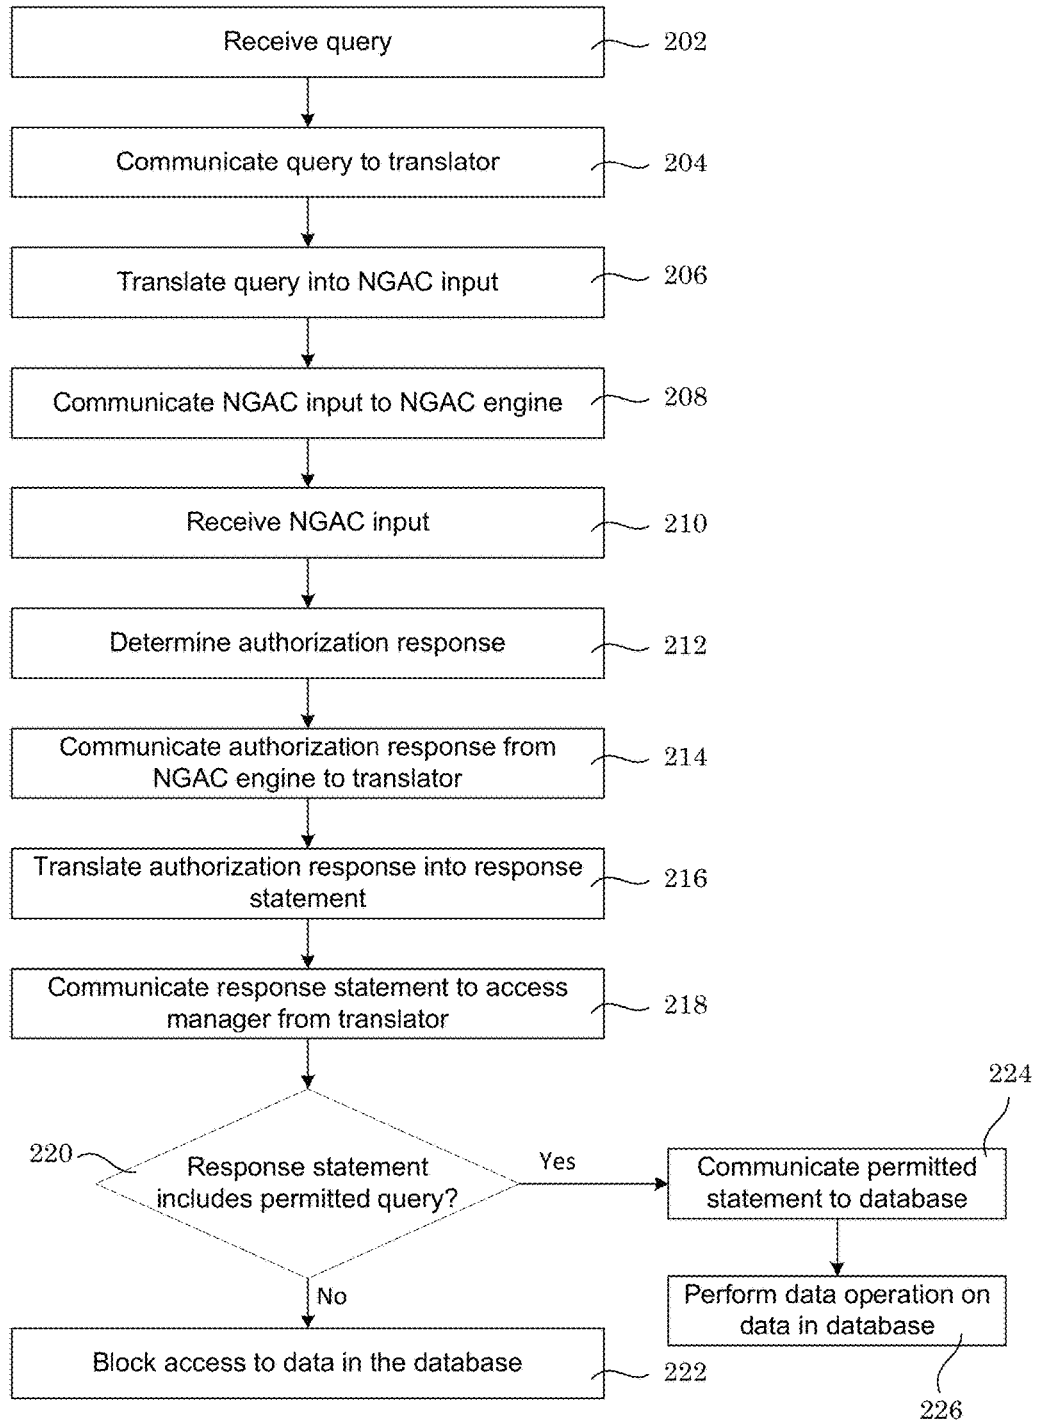 Receive query
202
Communicate query to translator
204
Translate query into NGAC input
206
Communicate NGAC input to NGAC engine
208
Receive NGAC input
210
Determine authorization response
212
Communicate authorization response from
NGAC engine to translator
214
Translate authorization response into response
statement
216
Communicate response statement to access
manager from translator
218
220
Response statement
includes permitted query?
Yes
224
Communicate permitted
statement to database
Perform data operation on
data in database
226
No
Block access to data in the database
222